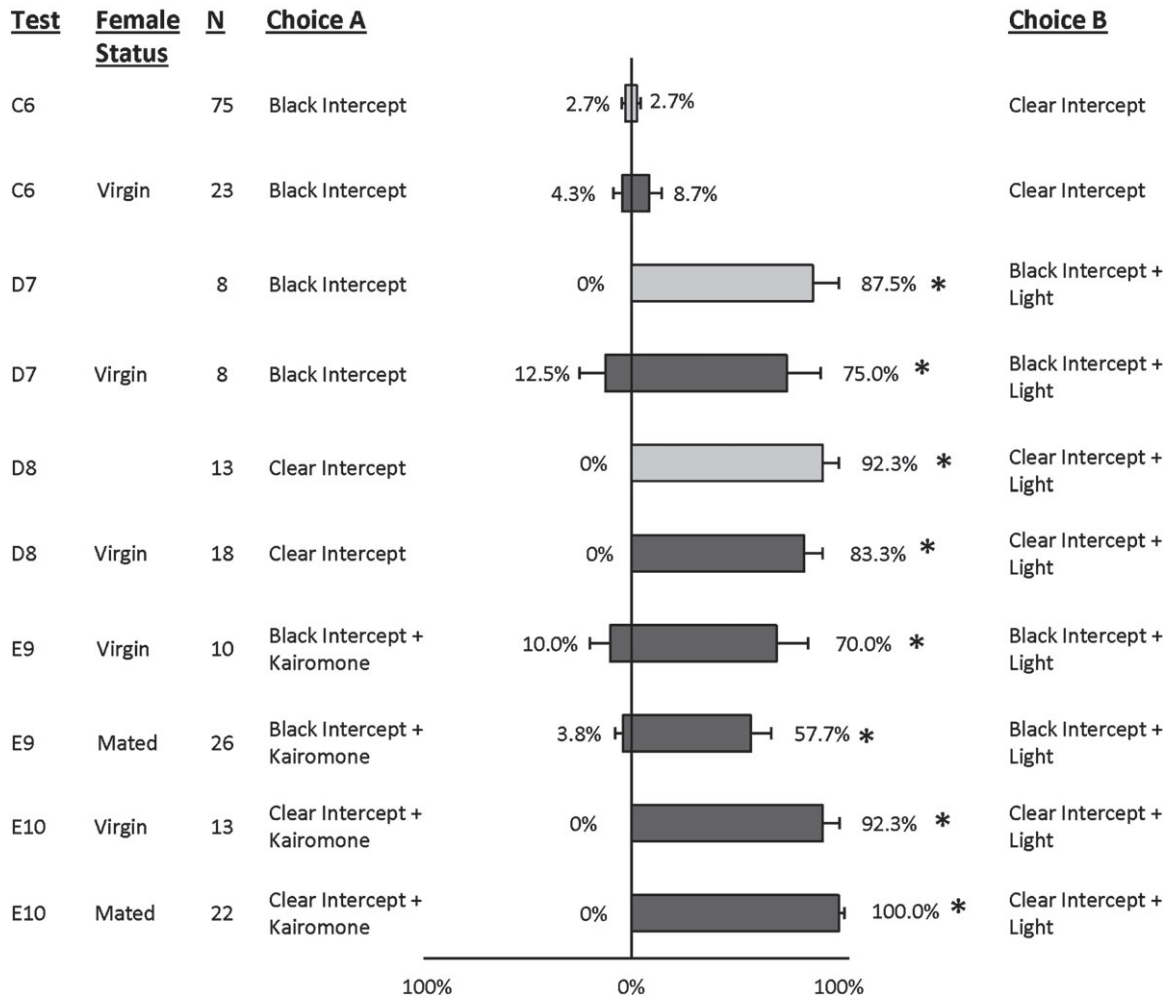 Test Female Status N Choice A Choice B
C6 75 Black Intercept 2.7% 2.7% Clear Intercept
C6 Virgin 23 Black Intercept 4.3% 8.7% Clear Intercept
D7 8 Black Intercept 0% 87.5% * Black Intercept + Light
D7 Virgin 8 Black Intercept 12.5% 75.0% * Black Intercept + Light
D8 13 Clear Intercept 0% 92.3% * Clear Intercept + Light
D8 Virgin 18 Clear Intercept 0% 83.3% * Clear Intercept + Light
E9 Virgin 10 Black Intercept + Kairomone 10.0% 70.0% * Black Intercept + Light
E9 Mated 26 Black Intercept + Kairomone 3.8% 57.7% * Black Intercept + Light
E10 Virgin 13 Clear Intercept + Kairomone 0% 92.3% * Clear Intercept + Light
E10 Mated 22 Clear Intercept + Kairomone 0% 100.0% * Clear Intercept + Light
100% 0% 100%